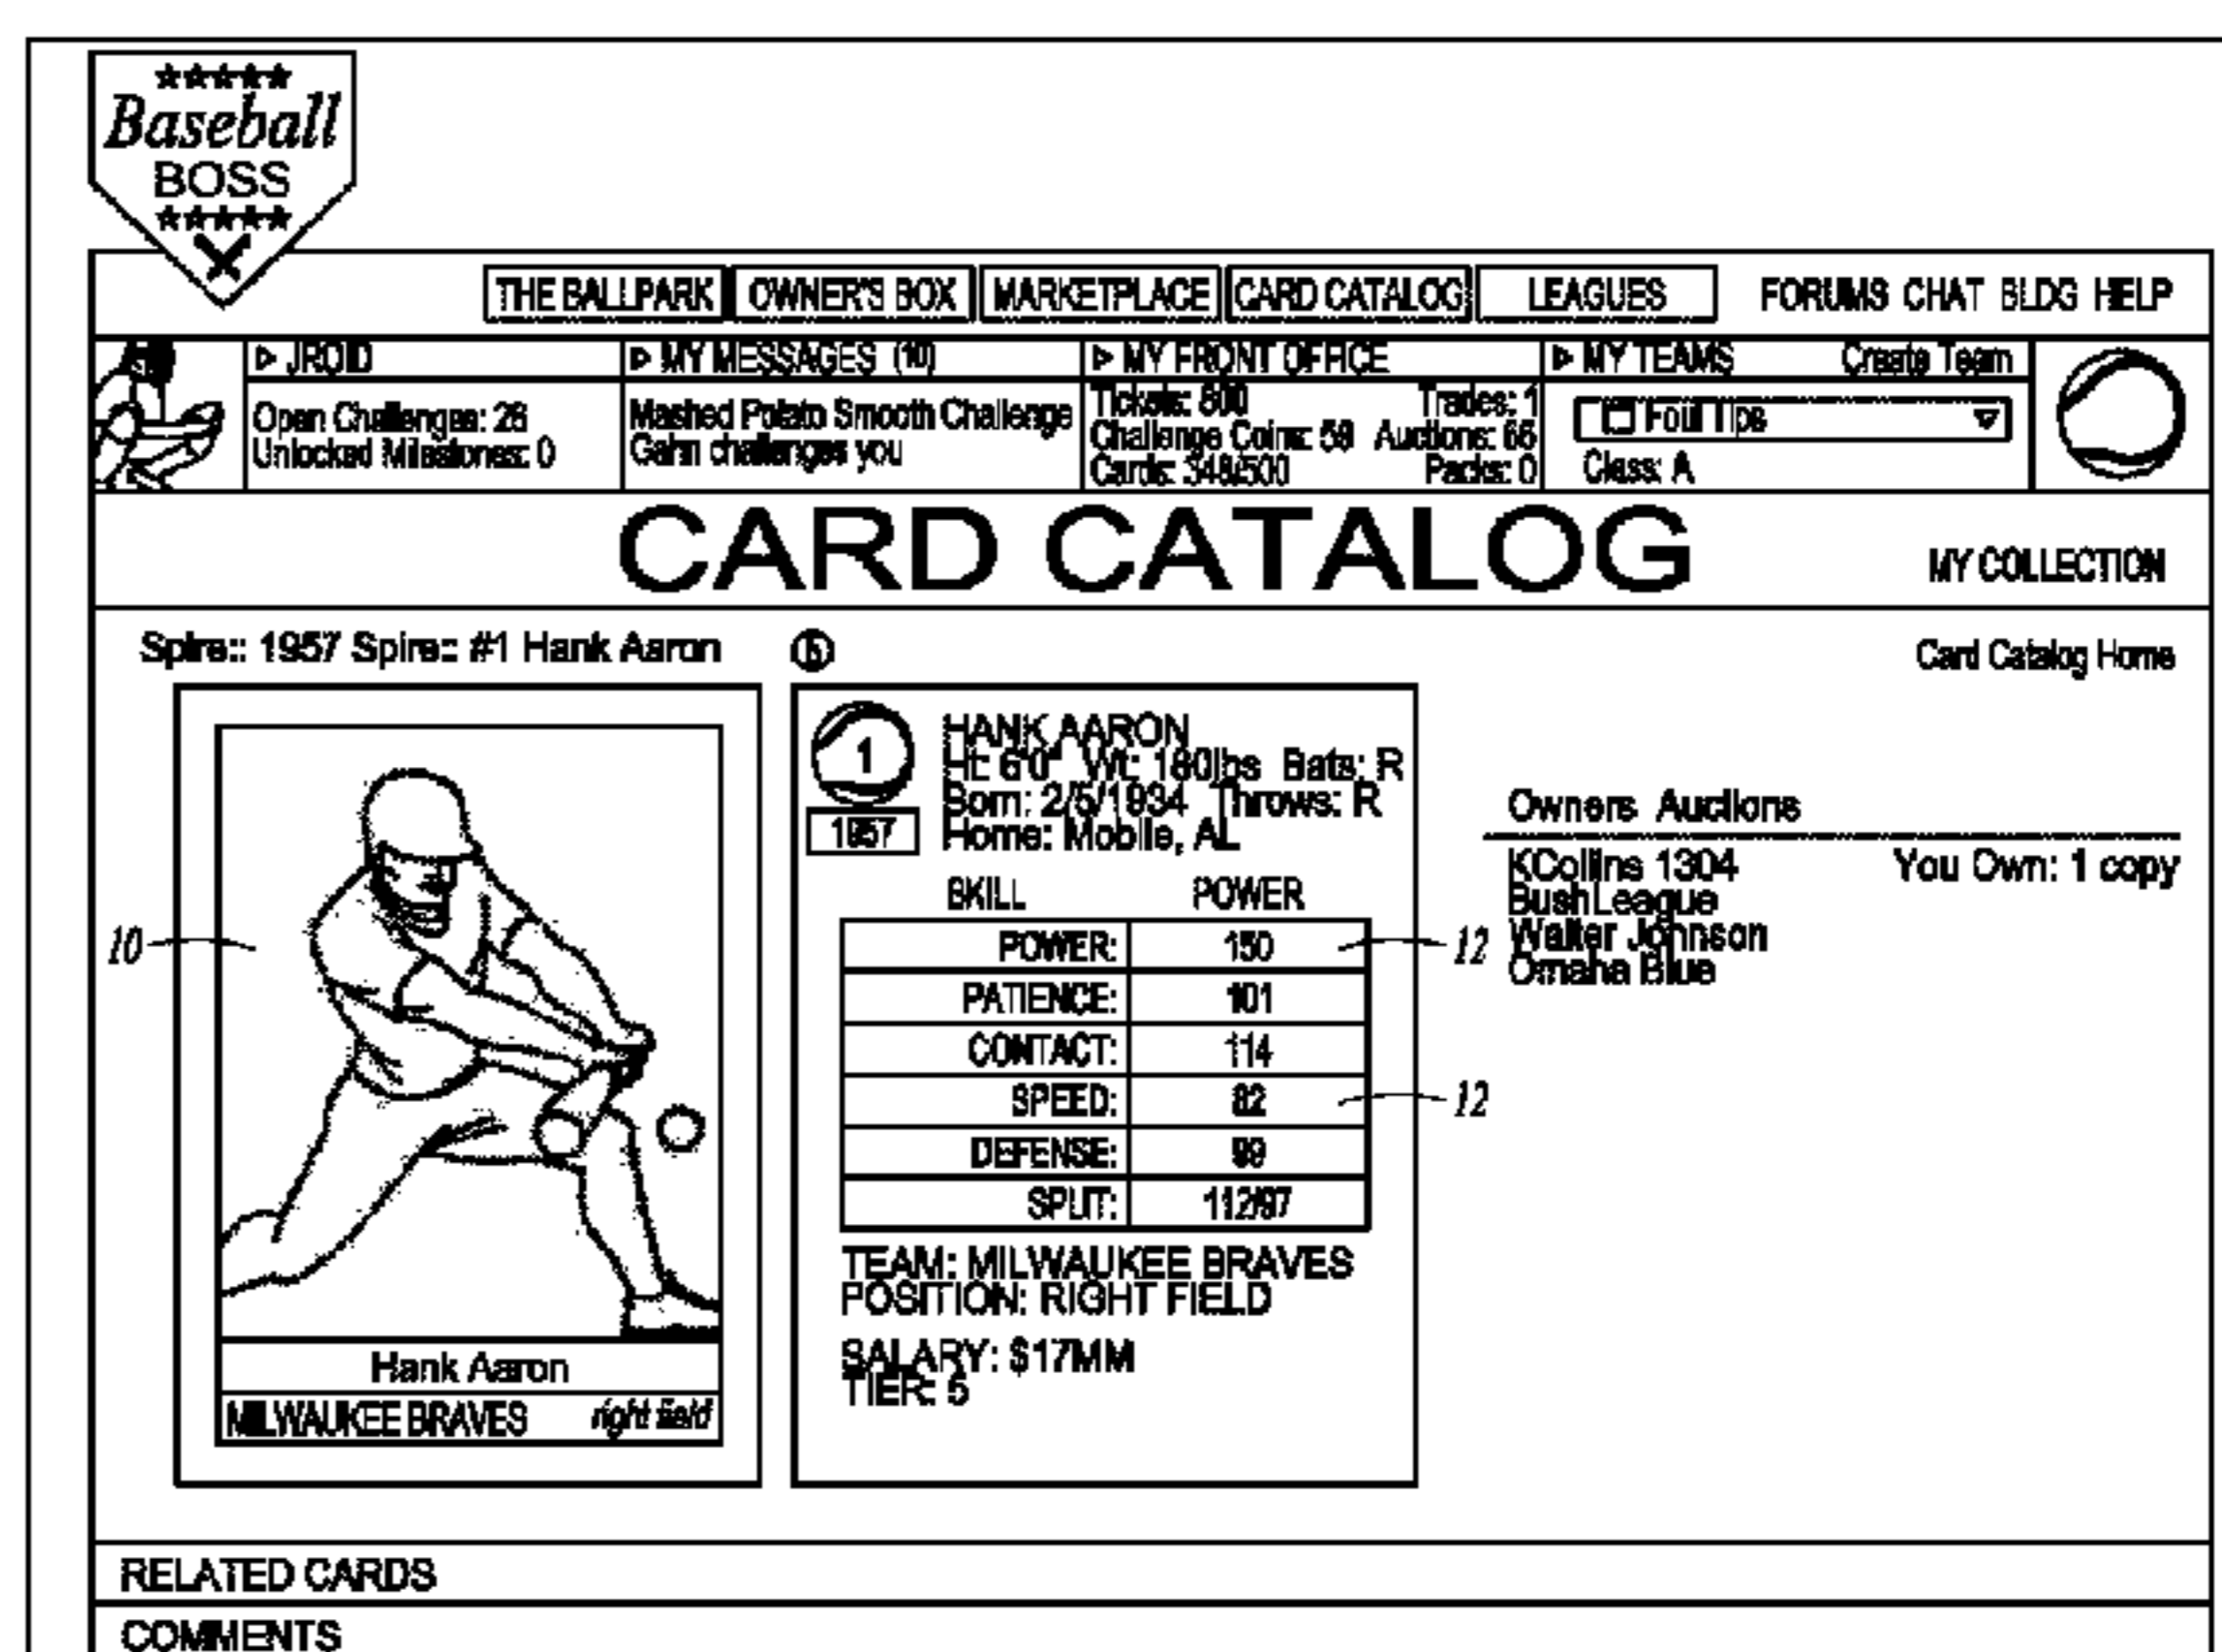 Baseball
BOSS
THE BALLPARK OWNER'S BOX MARKETPLACE CARD CATALOG LEAGUES FORUMS CHAT BLDG HELP
JROID
Open Challenges: 26
Unlocked Milestones: 0
MY MESSAGES (10)
Mashed Potato Smooth Challenge
Gahn challenges you
MY FRONT OFFICE
Tickets: 800 Trades: 1
Challenge Coins: 59 Auctions: 65
Cards: 348/500 Packs: 0
MY TEAMS Create Team
Foul Tips
Class: A
CARD CATALOG
MY COLLECTION
Spire:: 1957 Spire:: #1 Hank Aaron
Card Catalog Home
10
Hank Aaron
MILWAUKEE BRAVES right field
1
1957
HANK AARON
Ht: 6'0" Wt: 180lbs Bats: R
Born: 2/5/1934 Throws: R
Home: Mobile, AL
SKILL POWER
POWER: 150 12
PATIENCE: 101
CONTACT: 114
SPEED: 82 12
DEFENSE: 99
SPLIT: 112/97
TEAM: MILWAUKEE BRAVES
POSITION: RIGHT FIELD
SALARY: $17MM
TIER: 5
Owners Auctions
KCollins 1304 You Own: 1 copy
BushLeague
Walter Johnson
Omaha Blue
RELATED CARDS
COMMENTS